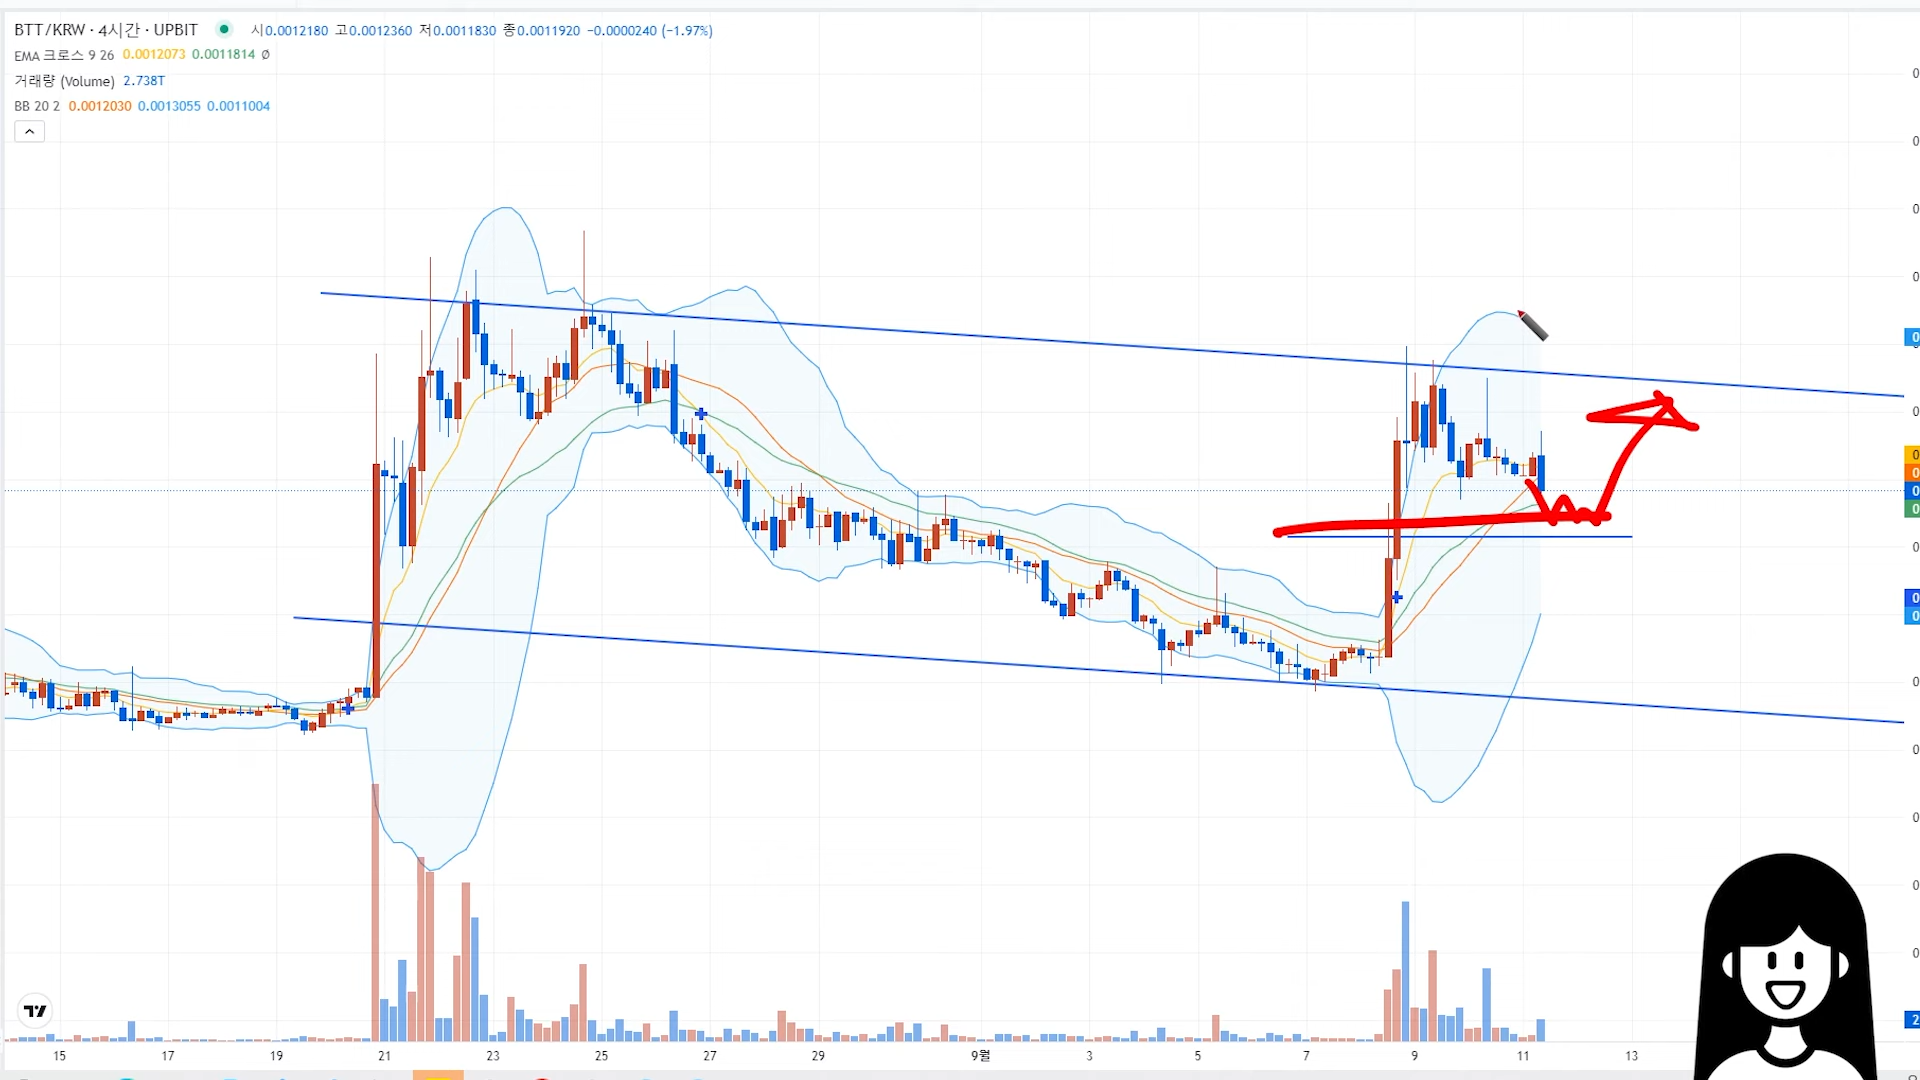 BTT/KRW · 4시간 · UPBIT 시0.0012180 고0.0012360 저0.0011830 종0.0011920 −0.0000240 (−1.97%)
EMA 크로스 9 26 0.0012073 0.0011814 ∅
거래량 (Volume) 2.738T
BB 20 2 0.0012030 0.0013055 0.0011004
15 17 19 21 23 25 27 29 9월 3 5 7 9 11 13